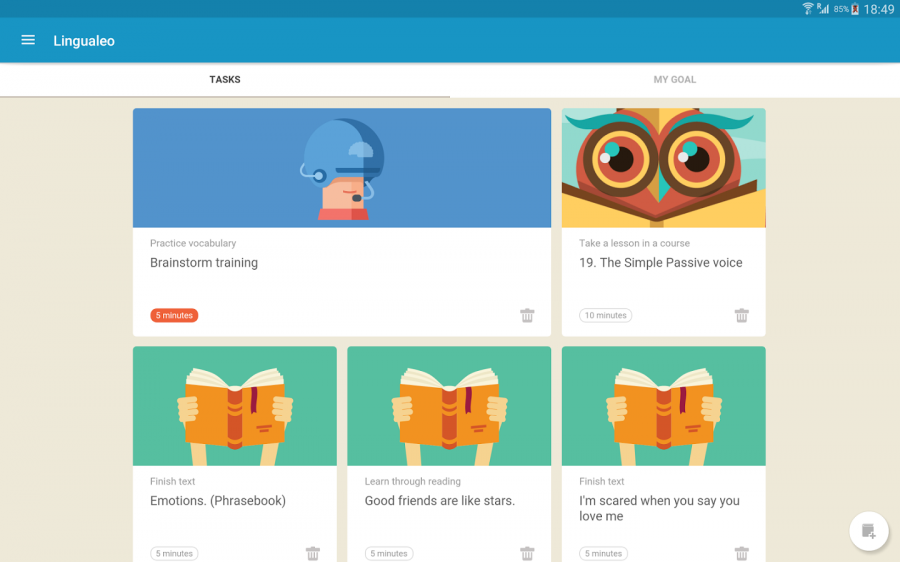 R 85% 18:49
Lingualeo
TASKS MY GOAL
Practice vocabulary
Brainstorm training
5 minutes
Take a lesson in a course
19. The Simple Passive voice
10 minutes
Finish text
Emotions. (Phrasebook)
5 minutes
Learn through reading
Good friends are like stars.
5 minutes
Finish text
I'm scared when you say you
love me
5 minutes